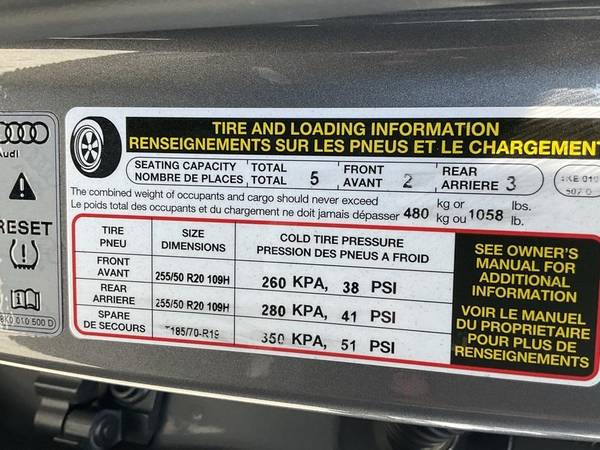 Audi
RESET
8K0 010 500 D
TIRE AND LOADING INFORMATION
RENSEIGNEMENTS SUR LES PNEUS ET LE CHARGEMENT
SEATING CAPACITY TOTAL 5 FRONT 2 REAR 3
NOMBRE DE PLACES TOTAL AVANT ARRIERE
010
The combined weight of occupants and cargo should never exceed
Le poids total des occupants et du chargement ne doit jamais dépasser 480 kg or 1058 lbs.
kg ou lb.
TIRE
PNEU
SIZE
DIMENSIONS
COLD TIRE PRESSURE
PRESSION DES PNEUS A FROID
FRONT
AVANT
255/50 R20 109H
260 KPA, 38 PSI
REAR
ARRIERE
255/50 R20 109H
280 KPA, 41 PSI
SPARE
DE SECOURS
T185/70-R19
350 KPA, 51 PSI
SEE OWNER'S
MANUAL FOR
ADDITIONAL
INFORMATION
VOIR LE MANUEL
DU PROPRIETAIRE
POUR PLUS DE
RENSEIGNEMENTS